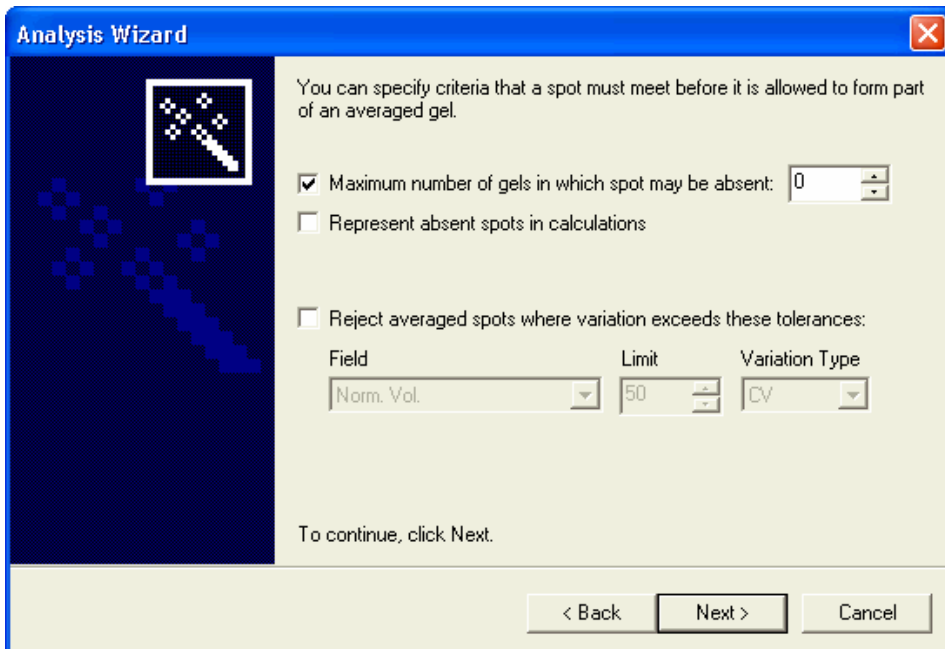 Analysis Wizard
You can specify criteria that a spot must meet before it is allowed to form part
of an averaged gel.
Maximum number of gels in which spot may be absent: 0
Represent absent spots in calculations
Reject averaged spots where variation exceeds these tolerances:
Field Limit Variation Type
Norm. Vol. 50 CV
To continue, click Next.
< Back Next > Cancel